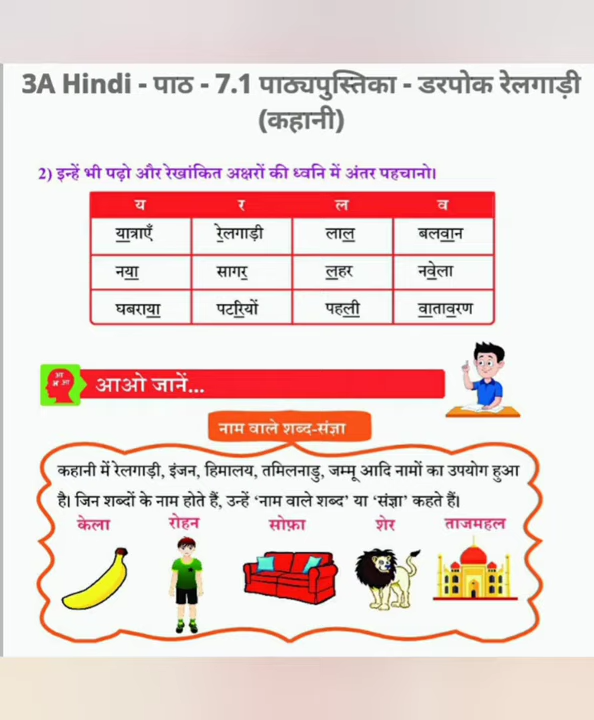 3A Hindi - पाठ - 7.1 पाठ्यपुस्तिका - डरपोक रेलगाड़ी
(कहानी)
2) इन्हें भी पढ़ो और रेखांकित अक्षरों की ध्वनि में अंतर पहचानो।
य र ल व
यात्राएँ रेलगाड़ी लाल बलवान
नया सागर लहर नवेला
घबराया पटरियों पहली वातावरण
आओ जानें...
नाम वाले शब्द-संज्ञा
कहानी में रेलगाड़ी, इंजन, हिमालय, तमिलनाडु, जम्मू आदि नामों का उपयोग हुआ
है। जिन शब्दों के नाम होते हैं, उन्हें ‘नाम वाले शब्द’ या ‘संज्ञा’ कहते हैं।
केला रोहन सोफ़ा शेर ताजमहल